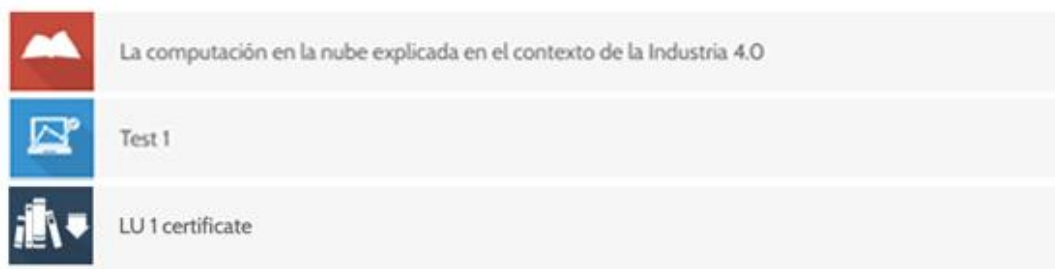 La computación en la nube explicada en el contexto de la Industria 4.0
Test 1
LU 1 certificate